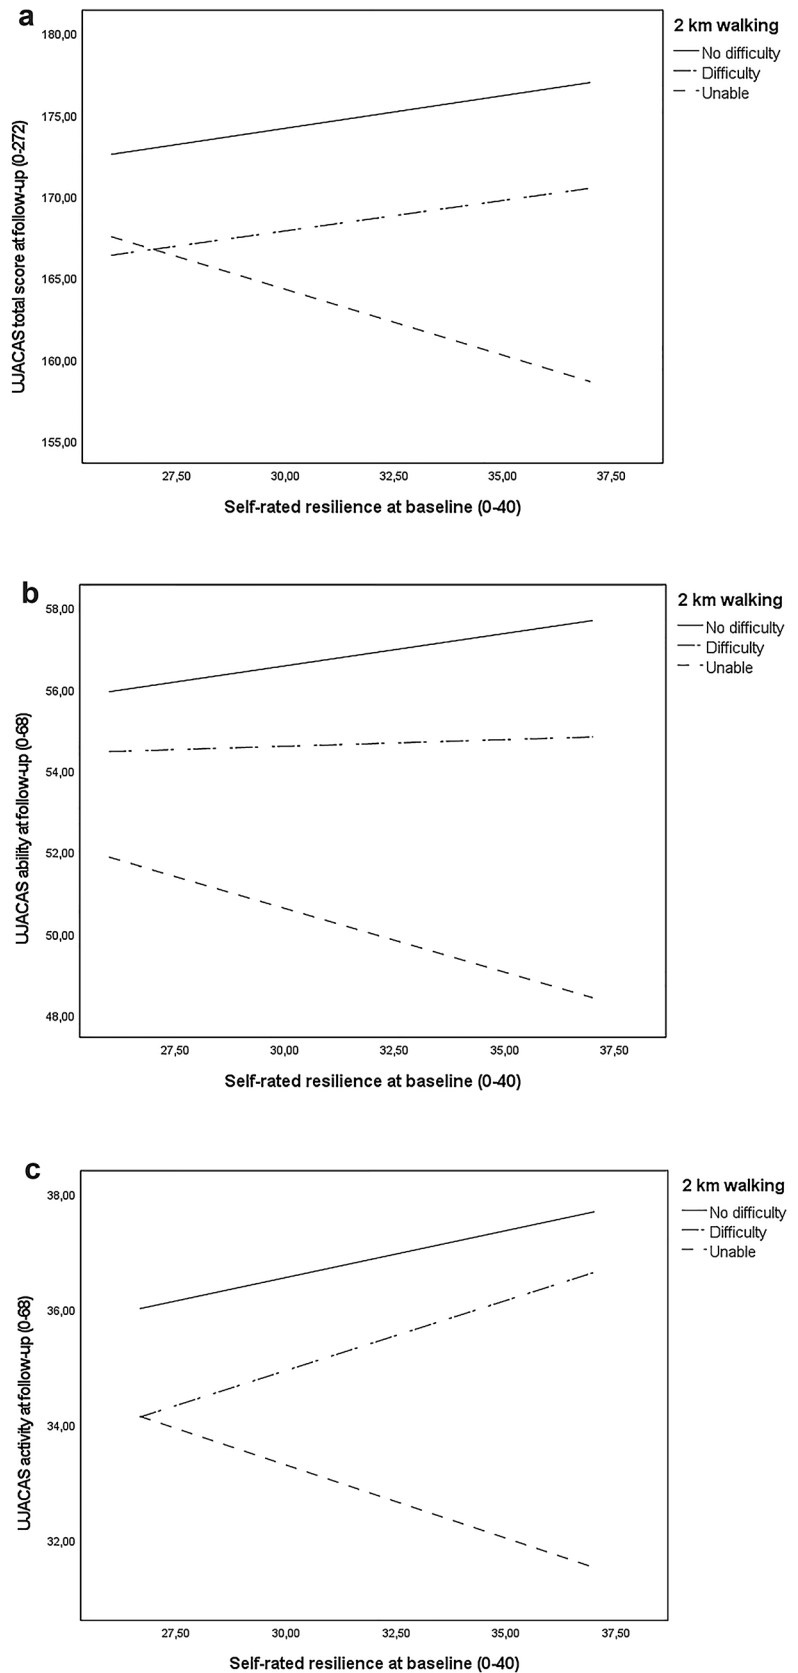 a
2 km walking
No difficulty
Difficulty
Unable
UJACAS total score at follow-up (0-272)
180,00
175,00
170,00
165,00
160,00
155,00
27,50 30,00 32,50 35,00 37,50
Self-rated resilience at baseline (0-40)
b
2 km walking
No difficulty
Difficulty
Unable
UJACAS ability at follow-up (0-68)
58,00
56,00
54,00
52,00
50,00
48,00
27,50 30,00 32,50 35,00 37,50
Self-rated resilience at baseline (0-40)
c
2 km walking
No difficulty
Difficulty
Unable
UJACAS activity at follow-up (0-68)
38,00
36,00
34,00
32,00
27,50 30,00 32,50 35,00 37,50
Self-rated resilience at baseline (0-40)